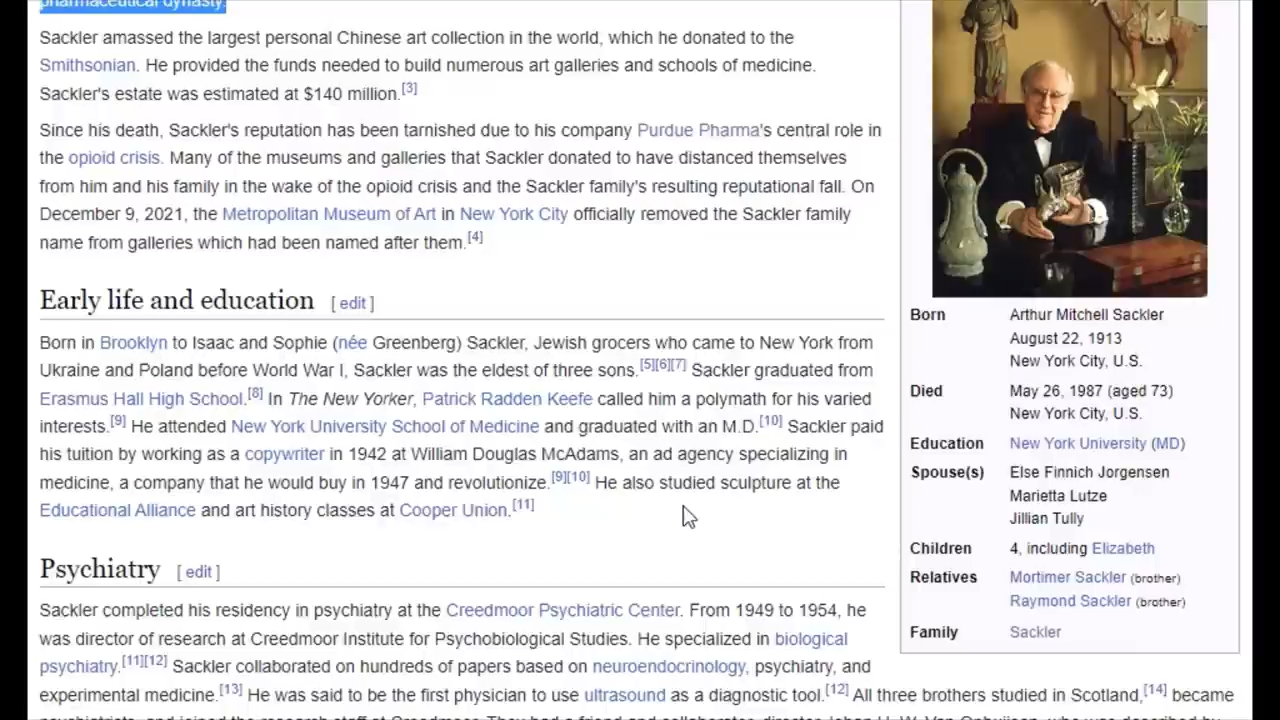 pharmaceutical dynasty.
Sackler amassed the largest personal Chinese art collection in the world, which he donated to the
Smithsonian. He provided the funds needed to build numerous art galleries and schools of medicine.
Sackler's estate was estimated at $140 million.[3]
Since his death, Sackler's reputation has been tarnished due to his company Purdue Pharma's central role in
the opioid crisis. Many of the museums and galleries that Sackler donated to have distanced themselves
from him and his family in the wake of the opioid crisis and the Sackler family's resulting reputational fall. On
December 9, 2021, the Metropolitan Museum of Art in New York City officially removed the Sackler family
name from galleries which had been named after them.[4]
Early life and education [ edit ]
Born in Brooklyn to Isaac and Sophie (née Greenberg) Sackler, Jewish grocers who came to New York from
Ukraine and Poland before World War I, Sackler was the eldest of three sons.[5][6][7] Sackler graduated from
Erasmus Hall High School.[8] In The New Yorker, Patrick Radden Keefe called him a polymath for his varied
interests.[9] He attended New York University School of Medicine and graduated with an M.D.[10] Sackler paid
his tuition by working as a copywriter in 1942 at William Douglas McAdams, an ad agency specializing in
medicine, a company that he would buy in 1947 and revolutionize.[9][10] He also studied sculpture at the
Educational Alliance and art history classes at Cooper Union.[11]
Psychiatry [ edit ]
Sackler completed his residency in psychiatry at the Creedmoor Psychiatric Center. From 1949 to 1954, he
was director of research at Creedmoor Institute for Psychobiological Studies. He specialized in biological
psychiatry.[11][12] Sackler collaborated on hundreds of papers based on neuroendocrinology, psychiatry, and
experimental medicine.[13] He was said to be the first physician to use ultrasound as a diagnostic tool.[12] All three brothers studied in Scotland,[14] became
Born Arthur Mitchell Sackler
August 22, 1913
New York City, U.S.
Died May 26, 1987 (aged 73)
New York City, U.S.
Education New York University (MD)
Spouse(s) Else Finnich Jorgensen
Marietta Lutze
Jillian Tully
Children 4, including Elizabeth
Relatives Mortimer Sackler (brother)
Raymond Sackler (brother)
Family Sackler